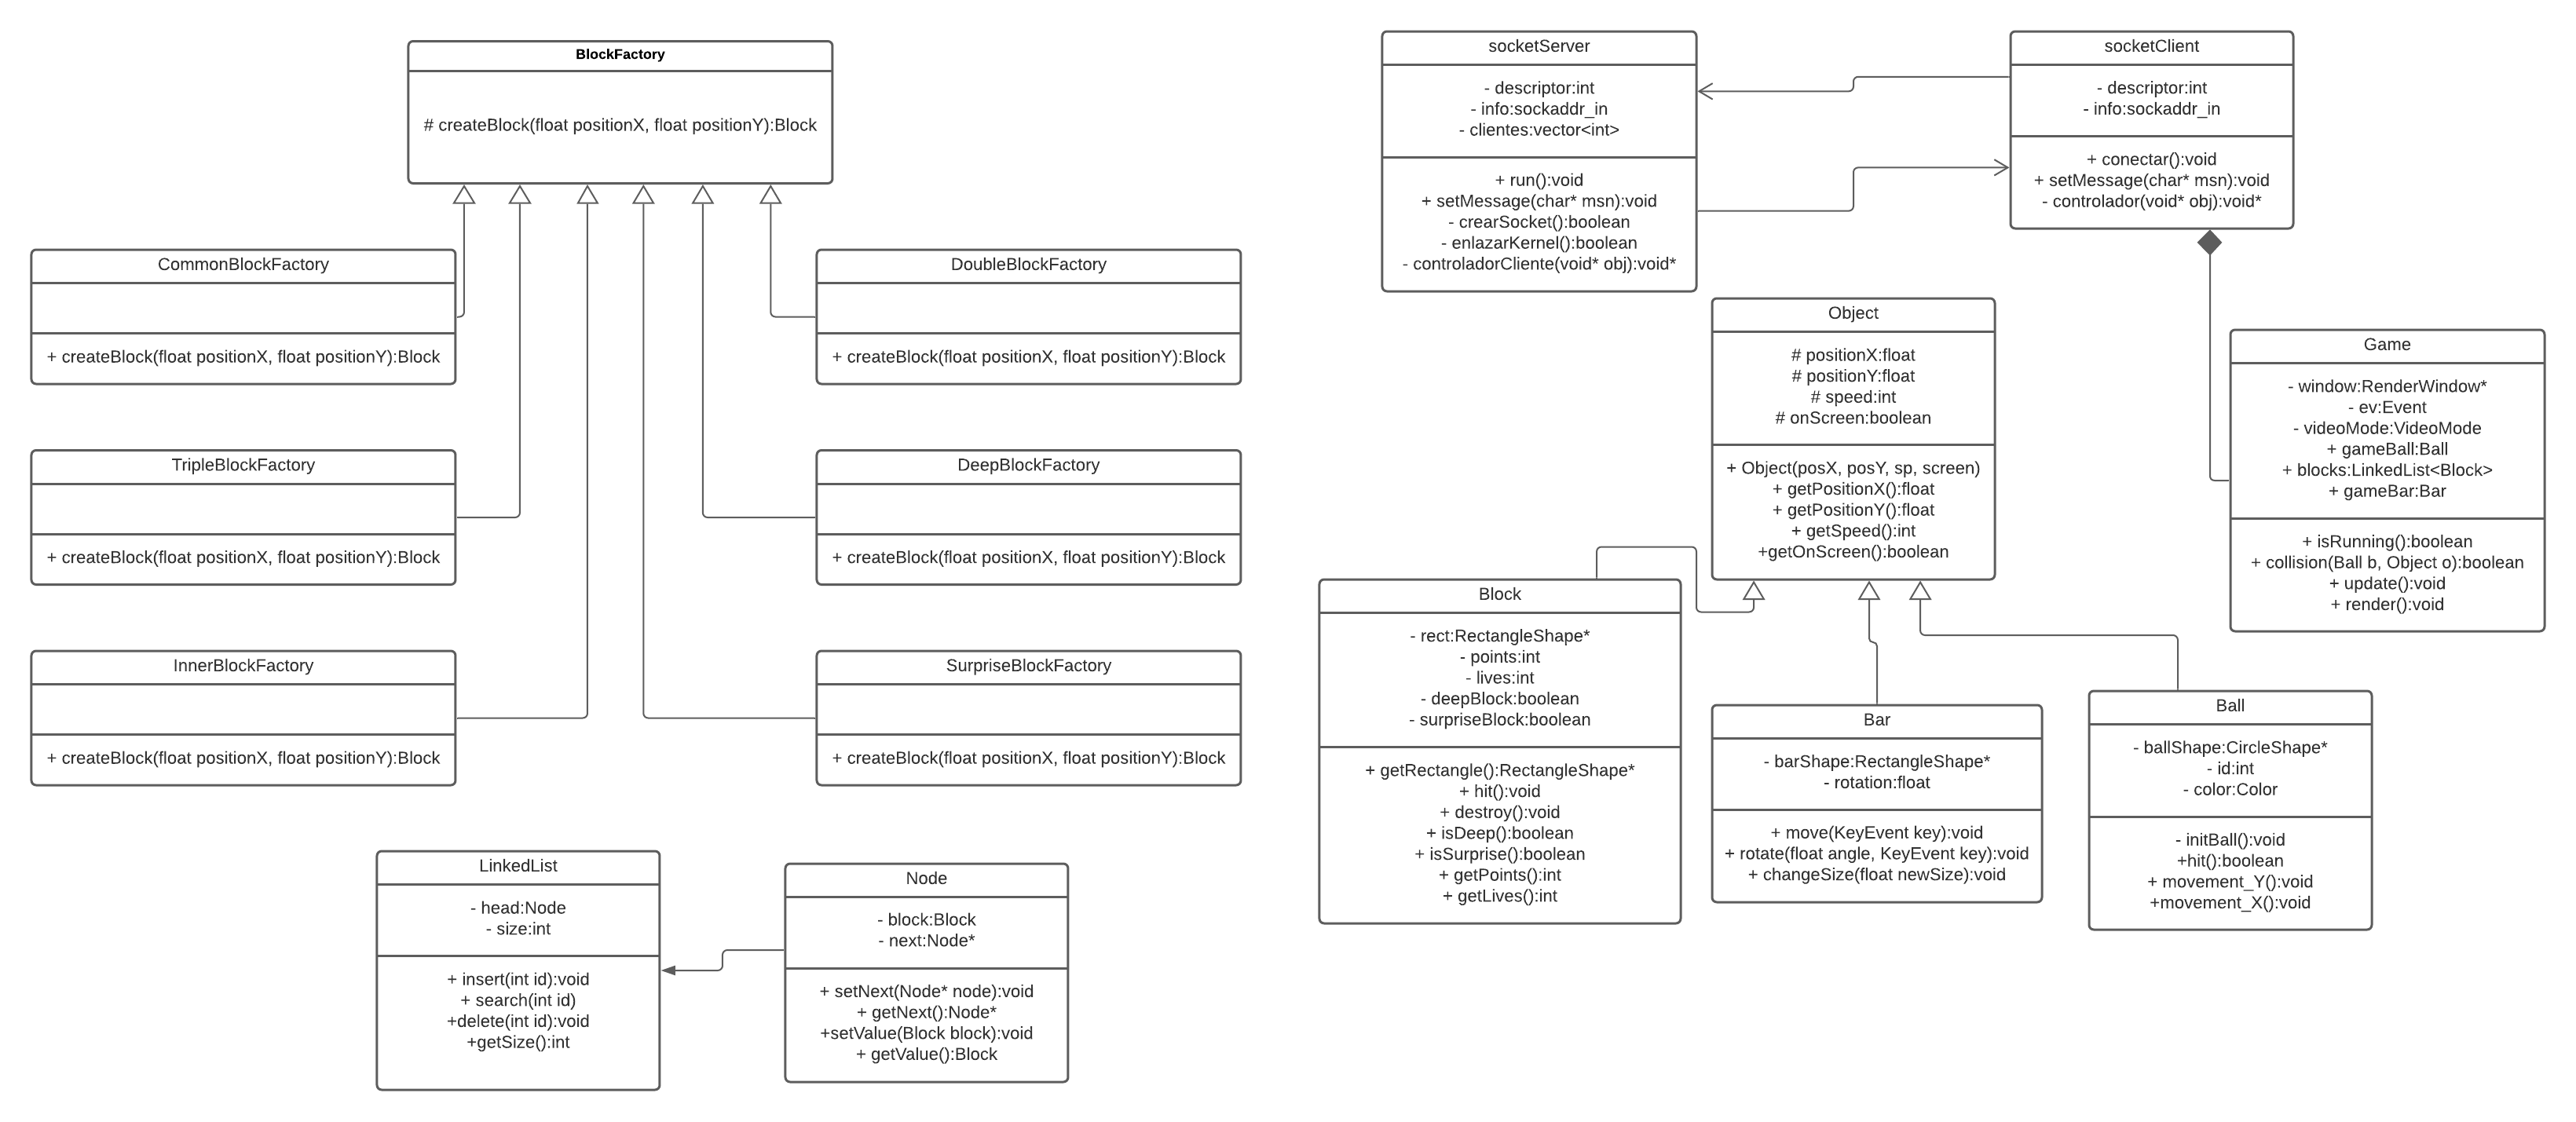 BlockFactory
# createBlock(float positionX, float positionY):Block
CommonBlockFactory
+ createBlock(float positionX, float positionY):Block
DoubleBlockFactory
+ createBlock(float positionX, float positionY):Block
TripleBlockFactory
+ createBlock(float positionX, float positionY):Block
DeepBlockFactory
+ createBlock(float positionX, float positionY):Block
InnerBlockFactory
+ createBlock(float positionX, float positionY):Block
SurpriseBlockFactory
+ createBlock(float positionX, float positionY):Block
LinkedList
- head:Node
- size:int
+ insert(int id):void
+ search(int id)
+delete(int id):void
+getSize():int
Node
- block:Block
- next:Node*
+ setNext(Node* node):void
+ getNext():Node*
+setValue(Block block):void
+ getValue():Block
socketServer
- descriptor:int
- info:sockaddr_in
- clientes:vector<int>
+ run():void
+ setMessage(char* msn):void
- crearSocket():boolean
- enlazarKernel():boolean
- controladorCliente(void* obj):void*
socketClient
- descriptor:int
- info:sockaddr_in
+ conectar():void
+ setMessage(char* msn):void
- controlador(void* obj):void*
Object
# positionX:float
# positionY:float
# speed:int
# onScreen:boolean
+ Object(posX, posY, sp, screen)
+ getPositionX():float
+ getPositionY():float
+ getSpeed():int
+getOnScreen():boolean
Game
- window:RenderWindow*
- ev:Event
- videoMode:VideoMode
+ gameBall:Ball
+ blocks:LinkedList<Block>
+ gameBar:Bar
+ isRunning():boolean
+ collision(Ball b, Object o):boolean
+ update():void
+ render():void
Block
- rect:RectangleShape*
- points:int
- lives:int
- deepBlock:boolean
- surpriseBlock:boolean
+ getRectangle():RectangleShape*
+ hit():void
+ destroy():void
+ isDeep():boolean
+ isSurprise():boolean
+ getPoints():int
+ getLives():int
Bar
- barShape:RectangleShape*
- rotation:float
+ move(KeyEvent key):void
+ rotate(float angle, KeyEvent key):void
+ changeSize(float newSize):void
Ball
- ballShape:CircleShape*
- id:int
- color:Color
- initBall():void
+hit():boolean
+ movement_Y():void
+movement_X():void